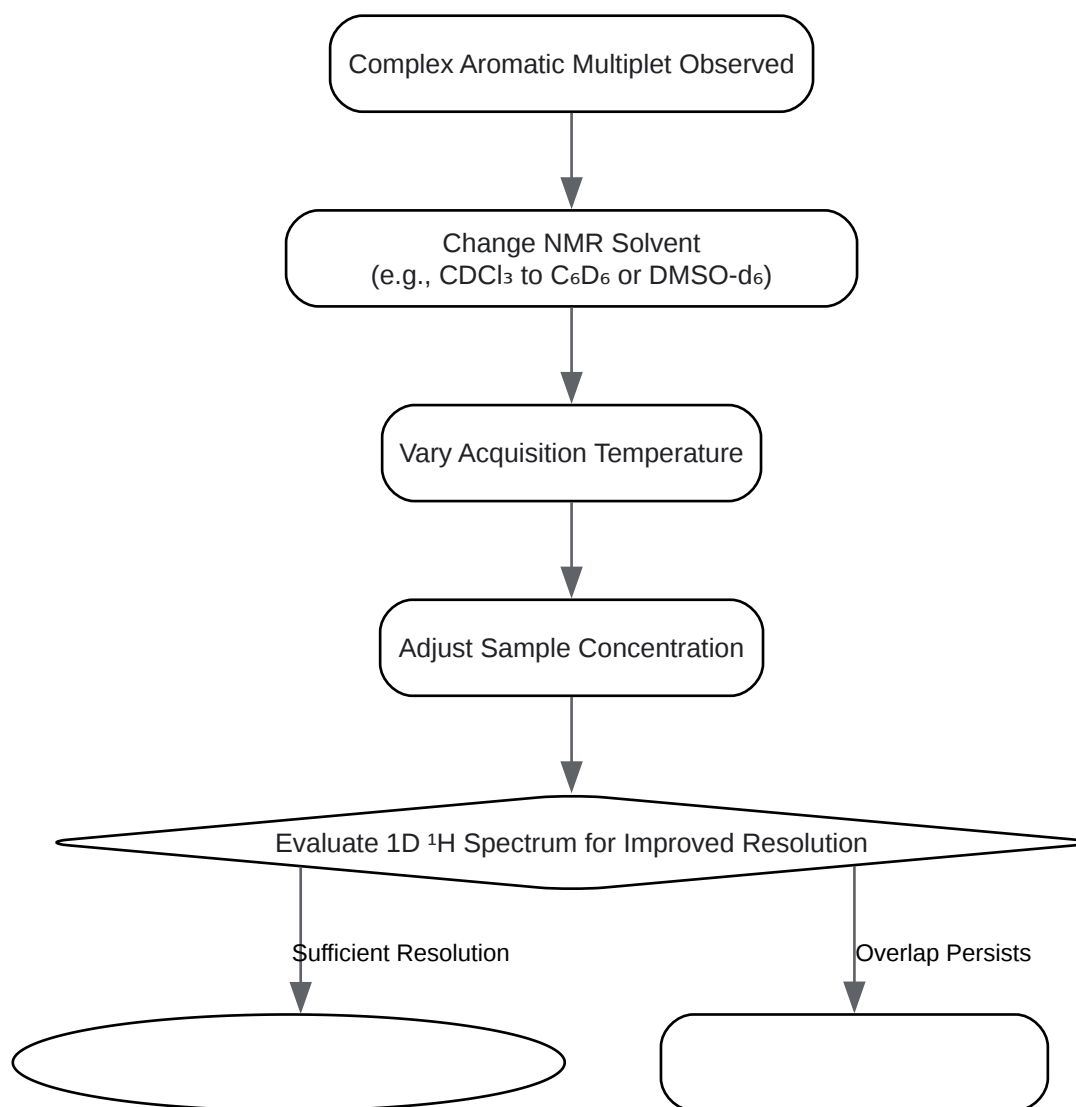 Complex Aromatic Multiplet Observed
Change NMR Solvent
(e.g., CDCl₃ to C₆D₆ or DMSO-d₆)
Vary Acquisition Temperature
Adjust Sample Concentration
Evaluate 1D ¹H Spectrum for Improved Resolution
Sufficient Resolution
Overlap Persists